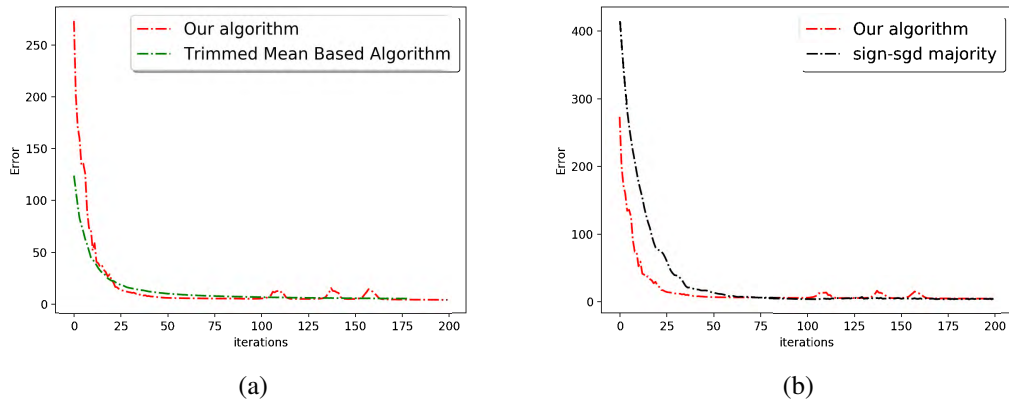 Our algorithm
Trimmed Mean Based Algorithm
Error
250
200
150
100
50
0
0 25 50 75 100 125 150 175 200
iterations
(a)
Our algorithm
sign-sgd majority
Error
400
300
200
100
0
0 25 50 75 100 125 150 175 200
iterations
(b)